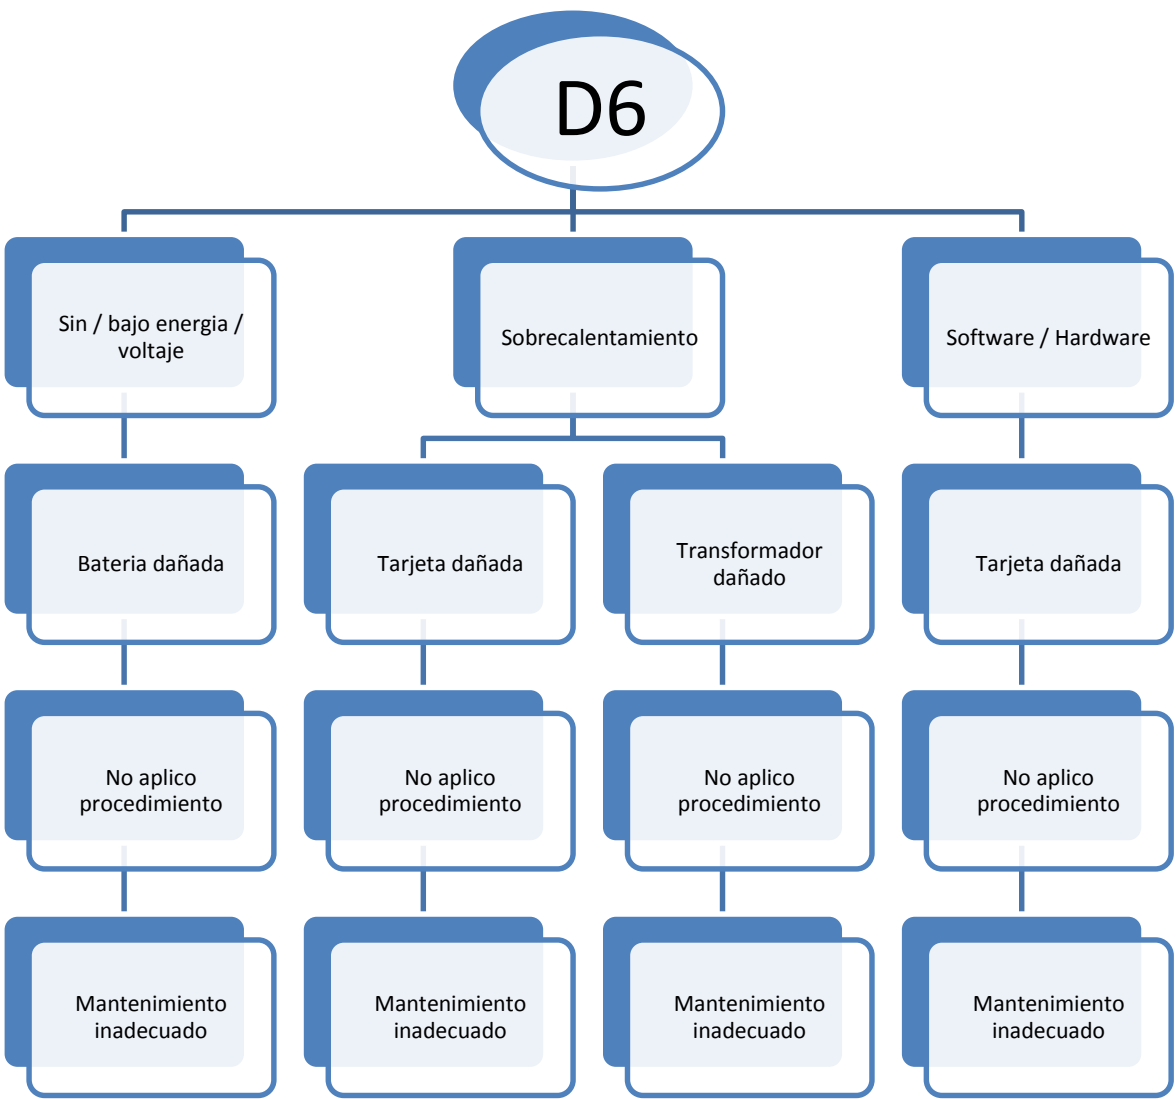 D6
Sin / bajo energia /
voltaje
Sobrecalentamiento
Software / Hardware
Bateria dañada
Tarjeta dañada
Transformador
dañado
Tarjeta dañada
No aplico
procedimiento
No aplico
procedimiento
No aplico
procedimiento
No aplico
procedimiento
Mantenimiento
inadecuado
Mantenimiento
inadecuado
Mantenimiento
inadecuado
Mantenimiento
inadecuado